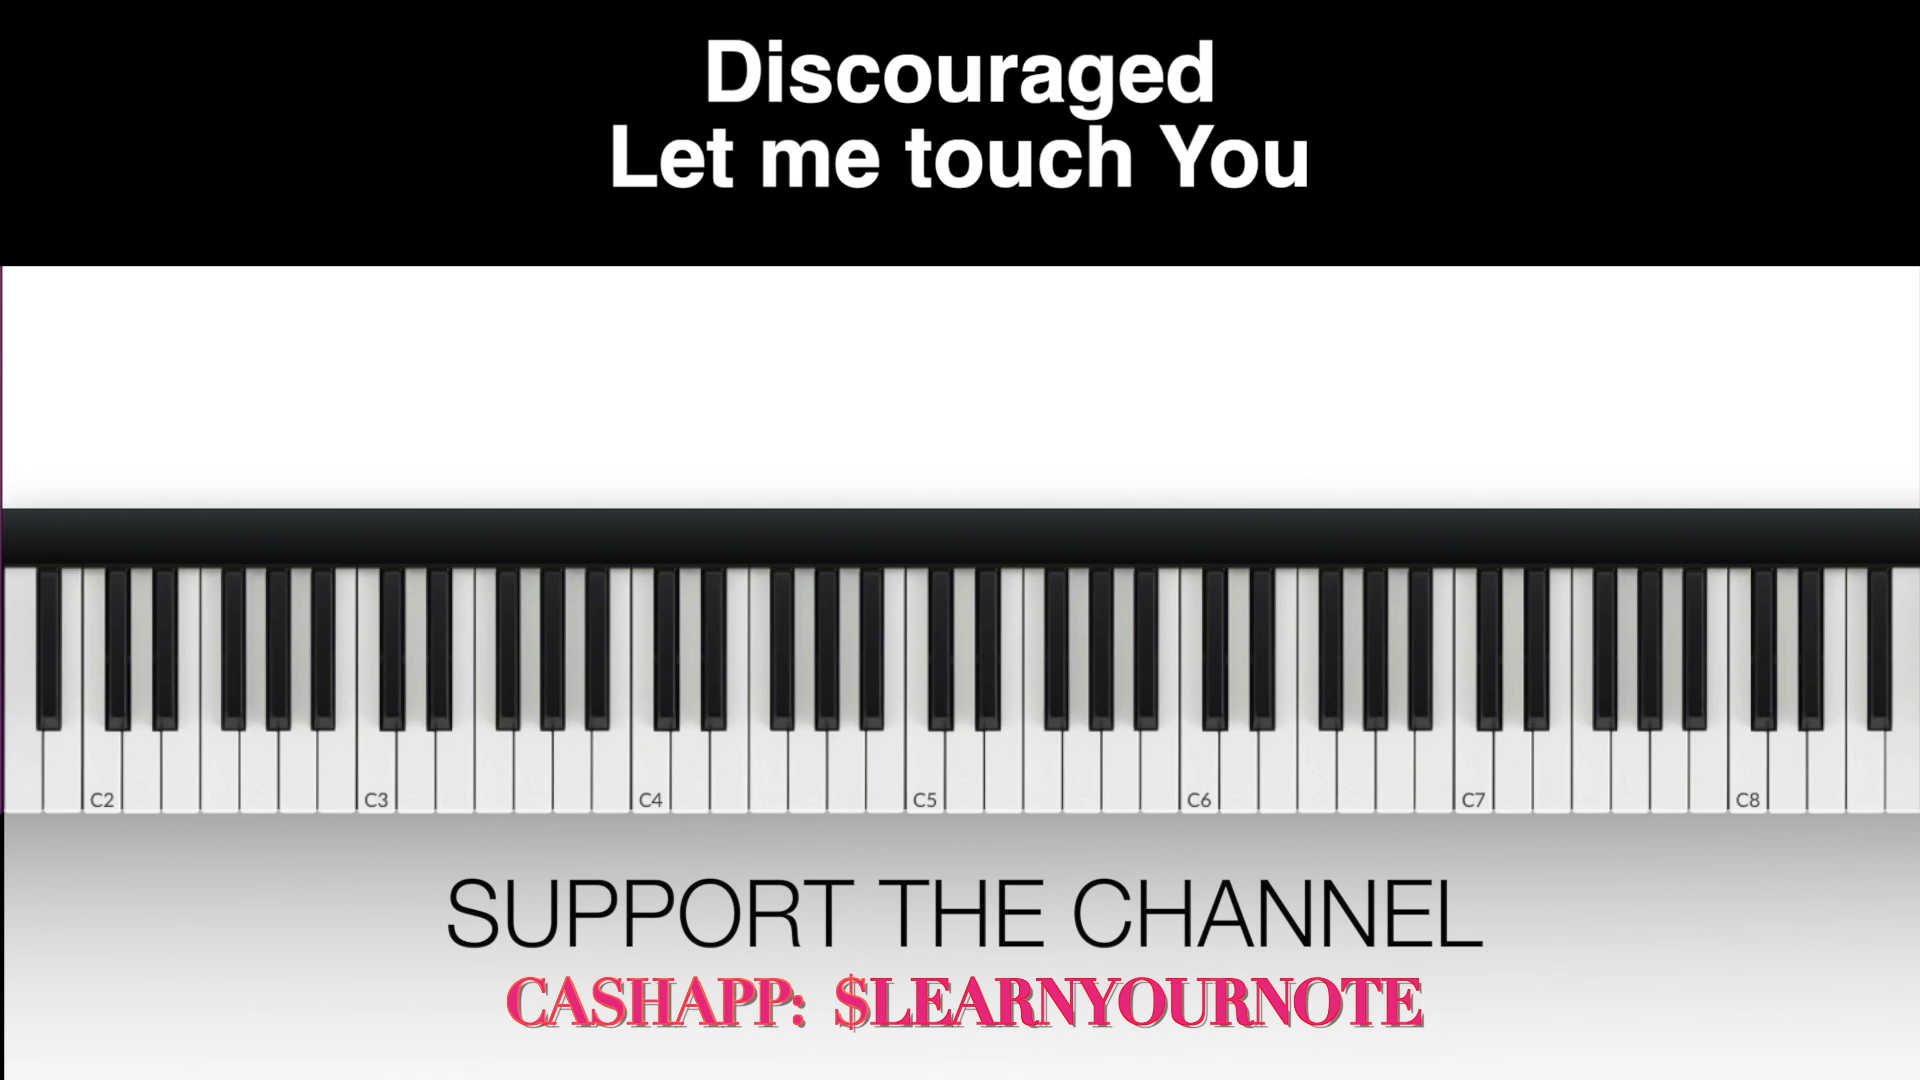 Discouraged
Let me touch You
C2 C3 C4 C5 C6 C7 C8
SUPPORT THE CHANNEL
CASHAPP: $LEARNYOURNOTE